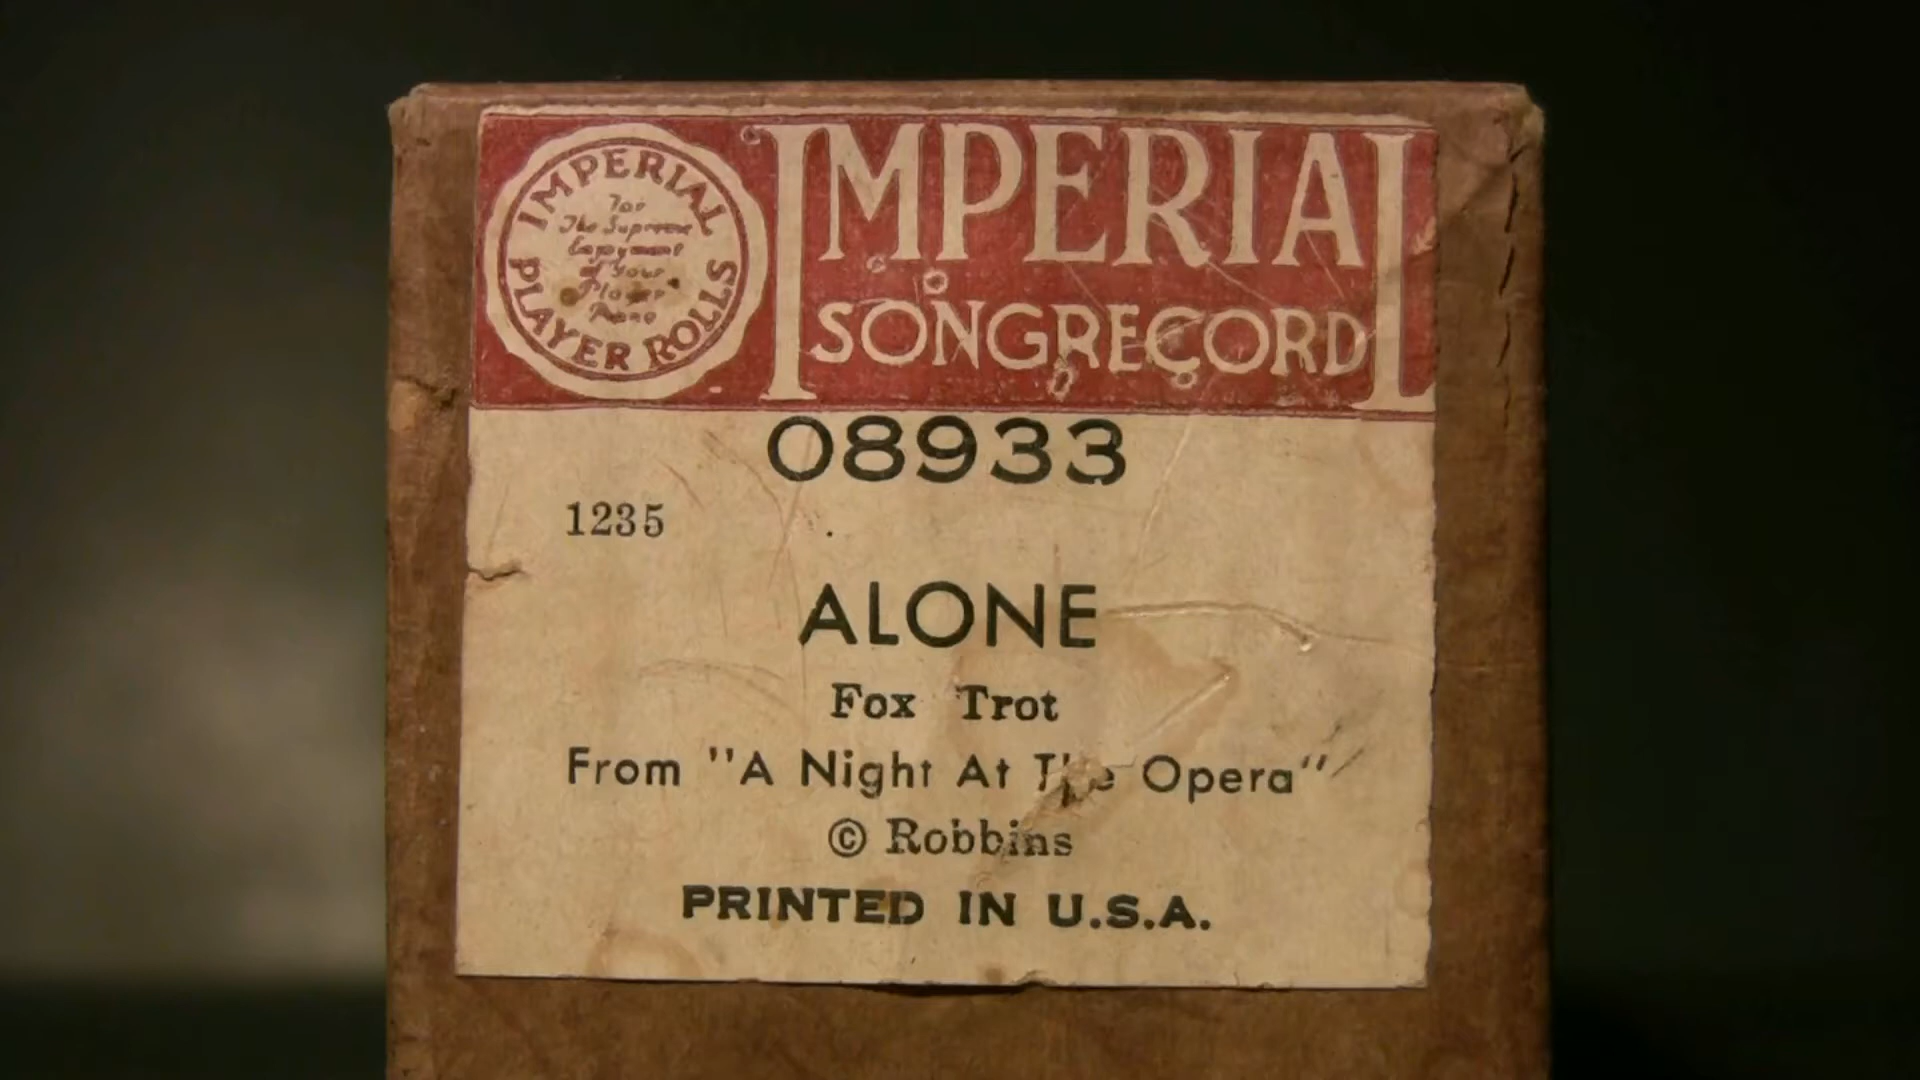 IMPERIAL
For
The Supreme
Enjoyment
of Your
Player
Piano
PLAYER ROLLS
IMPERIAL
SONGRECORD
08933
1235
ALONE
Fox Trot
From "A Night At The Opera"
© Robbins
PRINTED IN U.S.A.